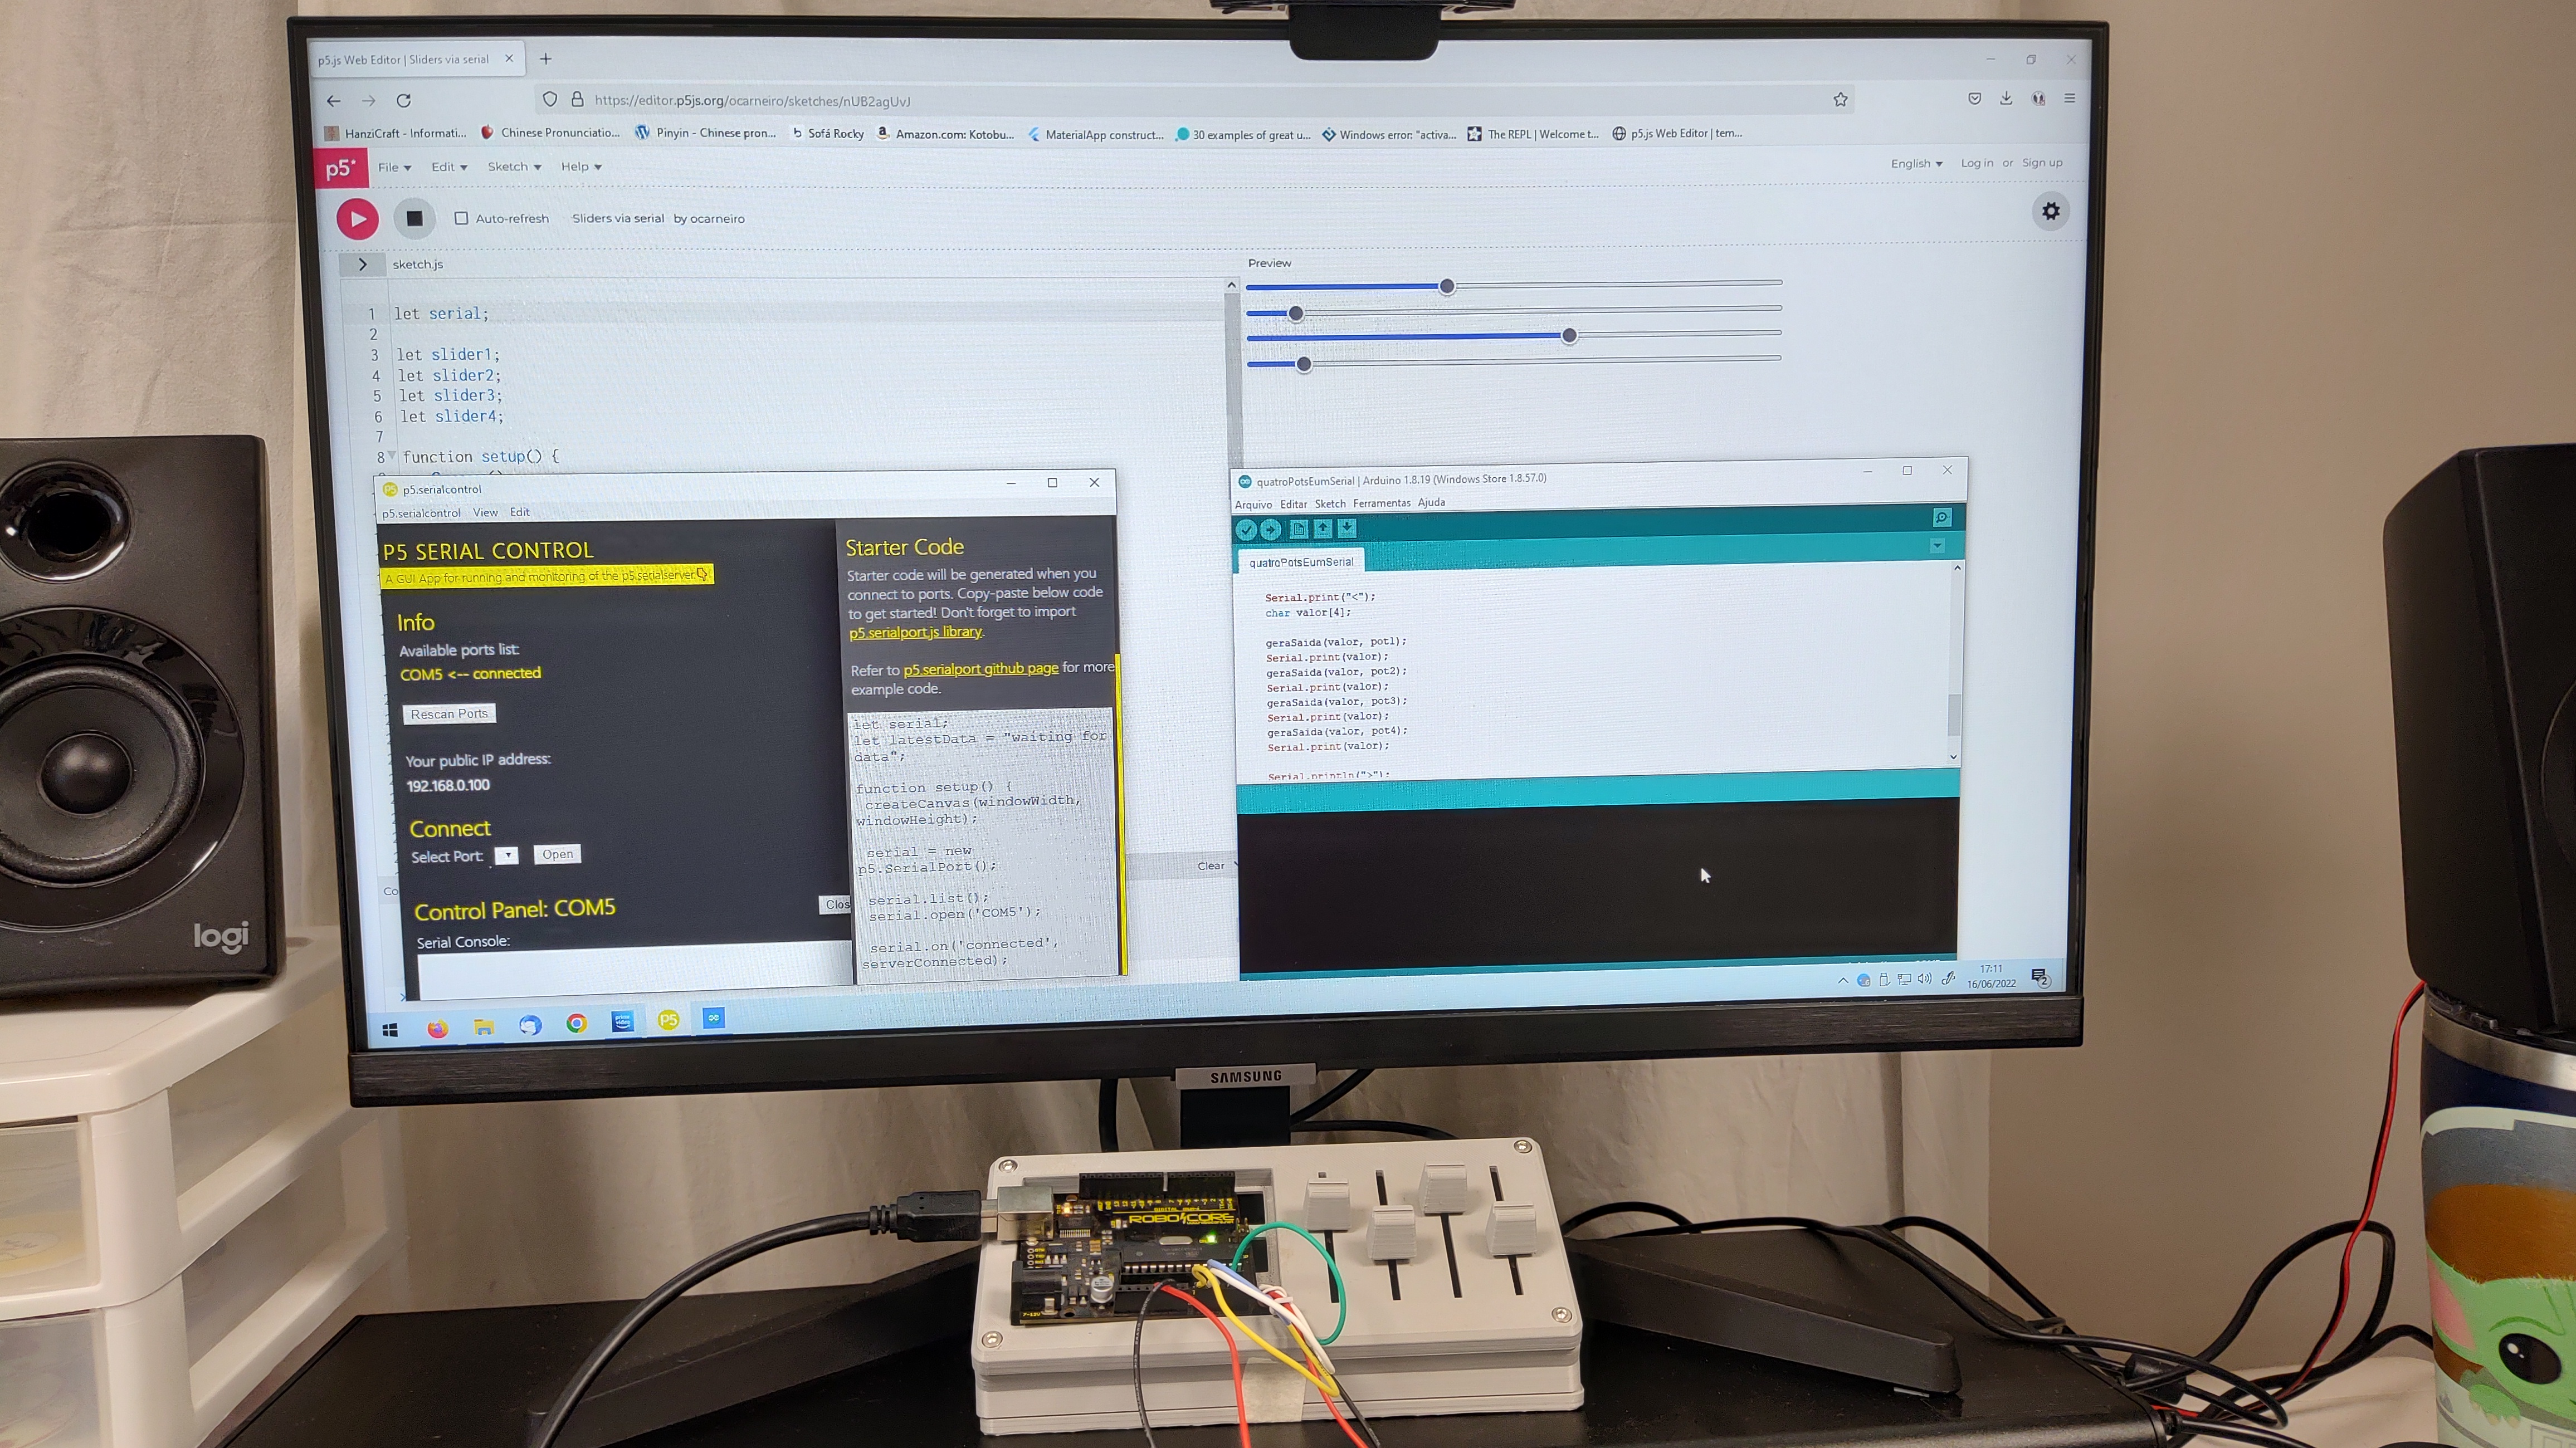 p5.js Web Editor | Sliders via serial
https://editor.p5js.org/ocarneiro/sketches/nUB2agUvJ
HanziCraft - Informati... Chinese Pronunciatio... Pinyin - Chinese pron... Sofá Rocky Amazon.com: Kotobu... MaterialApp construct... 30 examples of great u... Windows error: "activa... The REPL | Welcome t... p5.js Web Editor | tem...
p5* File Edit Sketch Help English Log in or Sign up
Auto-refresh Sliders via serial by ocarneiro
sketch.js
Preview
1 let serial;
2
3 let slider1;
4 let slider2;
5 let slider3;
6 let slider4;
7
8 function setup() {
p5.serialcontrol
p5.serialcontrol View Edit
P5 SERIAL CONTROL
A GUI App for running and monitoring of the p5.serialserver.
Info
Available ports list:
COM5 <-- connected
Rescan Ports
Your public IP address:
192.168.0.100
Connect
Select Port: Open
Control Panel: COM5
Clos
Serial Console:
Starter Code
Starter code will be generated when you
connect to ports. Copy-paste below code
to get started! Don't forget to import
p5.serialport.js library.
Refer to p5.serialport github page for more
example code.
let serial;
let latestData = "waiting for
data";
function setup() {
createCanvas(windowWidth,
windowHeight);
serial = new
p5.SerialPort();
serial.list();
serial.open('COM5');
serial.on('connected',
serverConnected);
Co
Clear
quatroPotsEumSerial | Arduino 1.8.19 (Windows Store 1.8.57.0)
Arquivo Editar Sketch Ferramentas Ajuda
quatroPotsEumSerial
Serial.print("<");
char valor[4];
geraSaida(valor, pot1);
Serial.print(valor);
geraSaida(valor, pot2);
Serial.print(valor);
geraSaida(valor, pot3);
Serial.print(valor);
geraSaida(valor, pot4);
Serial.print(valor);
Serial.println(">");
P5
17:11
16/06/2022
2
SAMSUNG
logi
ROBOCORE